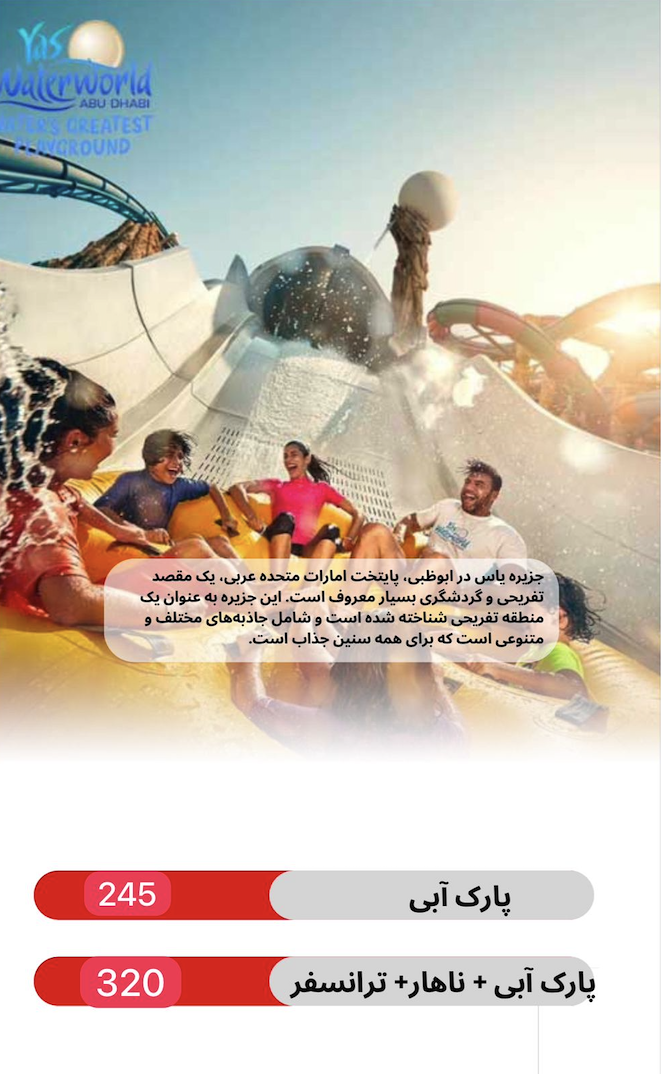 Yas
Waterworld
ABU DHABI
WATER'S GREATEST
PLAYGROUND
جزیره یاس در ابوظبی، پایتخت امارات متحده عربی، یک مقصد
تفریحی و گردشگری بسیار معروف است. این جزیره به عنوان یک
منطقه تفریحی شناخته شده است و شامل جاذبه‌های مختلف و
متنوعی است که برای همه سنین جذاب است.
پارک آبی 245
پارک آبی + ناهار+ ترانسفر 320